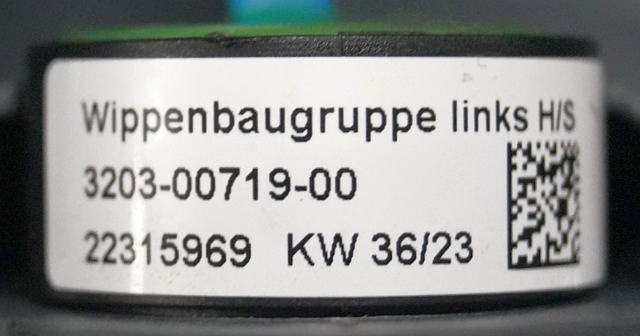 Wippenbaugruppe links H/S
3203-00719-00
22315969 KW 36/23